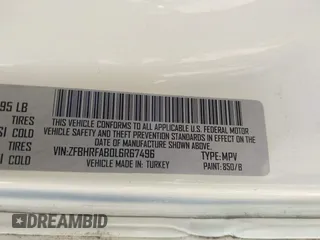 95 LB
TIRES
SI COLD
TIRES
SI COLD
THIS VEHICLE CONFORMS TO ALL APPLICABLE U.S. FEDERAL MOTOR
VEHICLE SAFETY AND THEFT PREVENTION STANDARDS IN EFFECT ON THE
DATE OF MANUFACTURE SHOWN ABOVE.
VIN:ZFBHRFAB0L6R67496 TYPE:MPV
VEHICLE MADE IN: TURKEY PAINT: 850/B
DRIVE.ONE